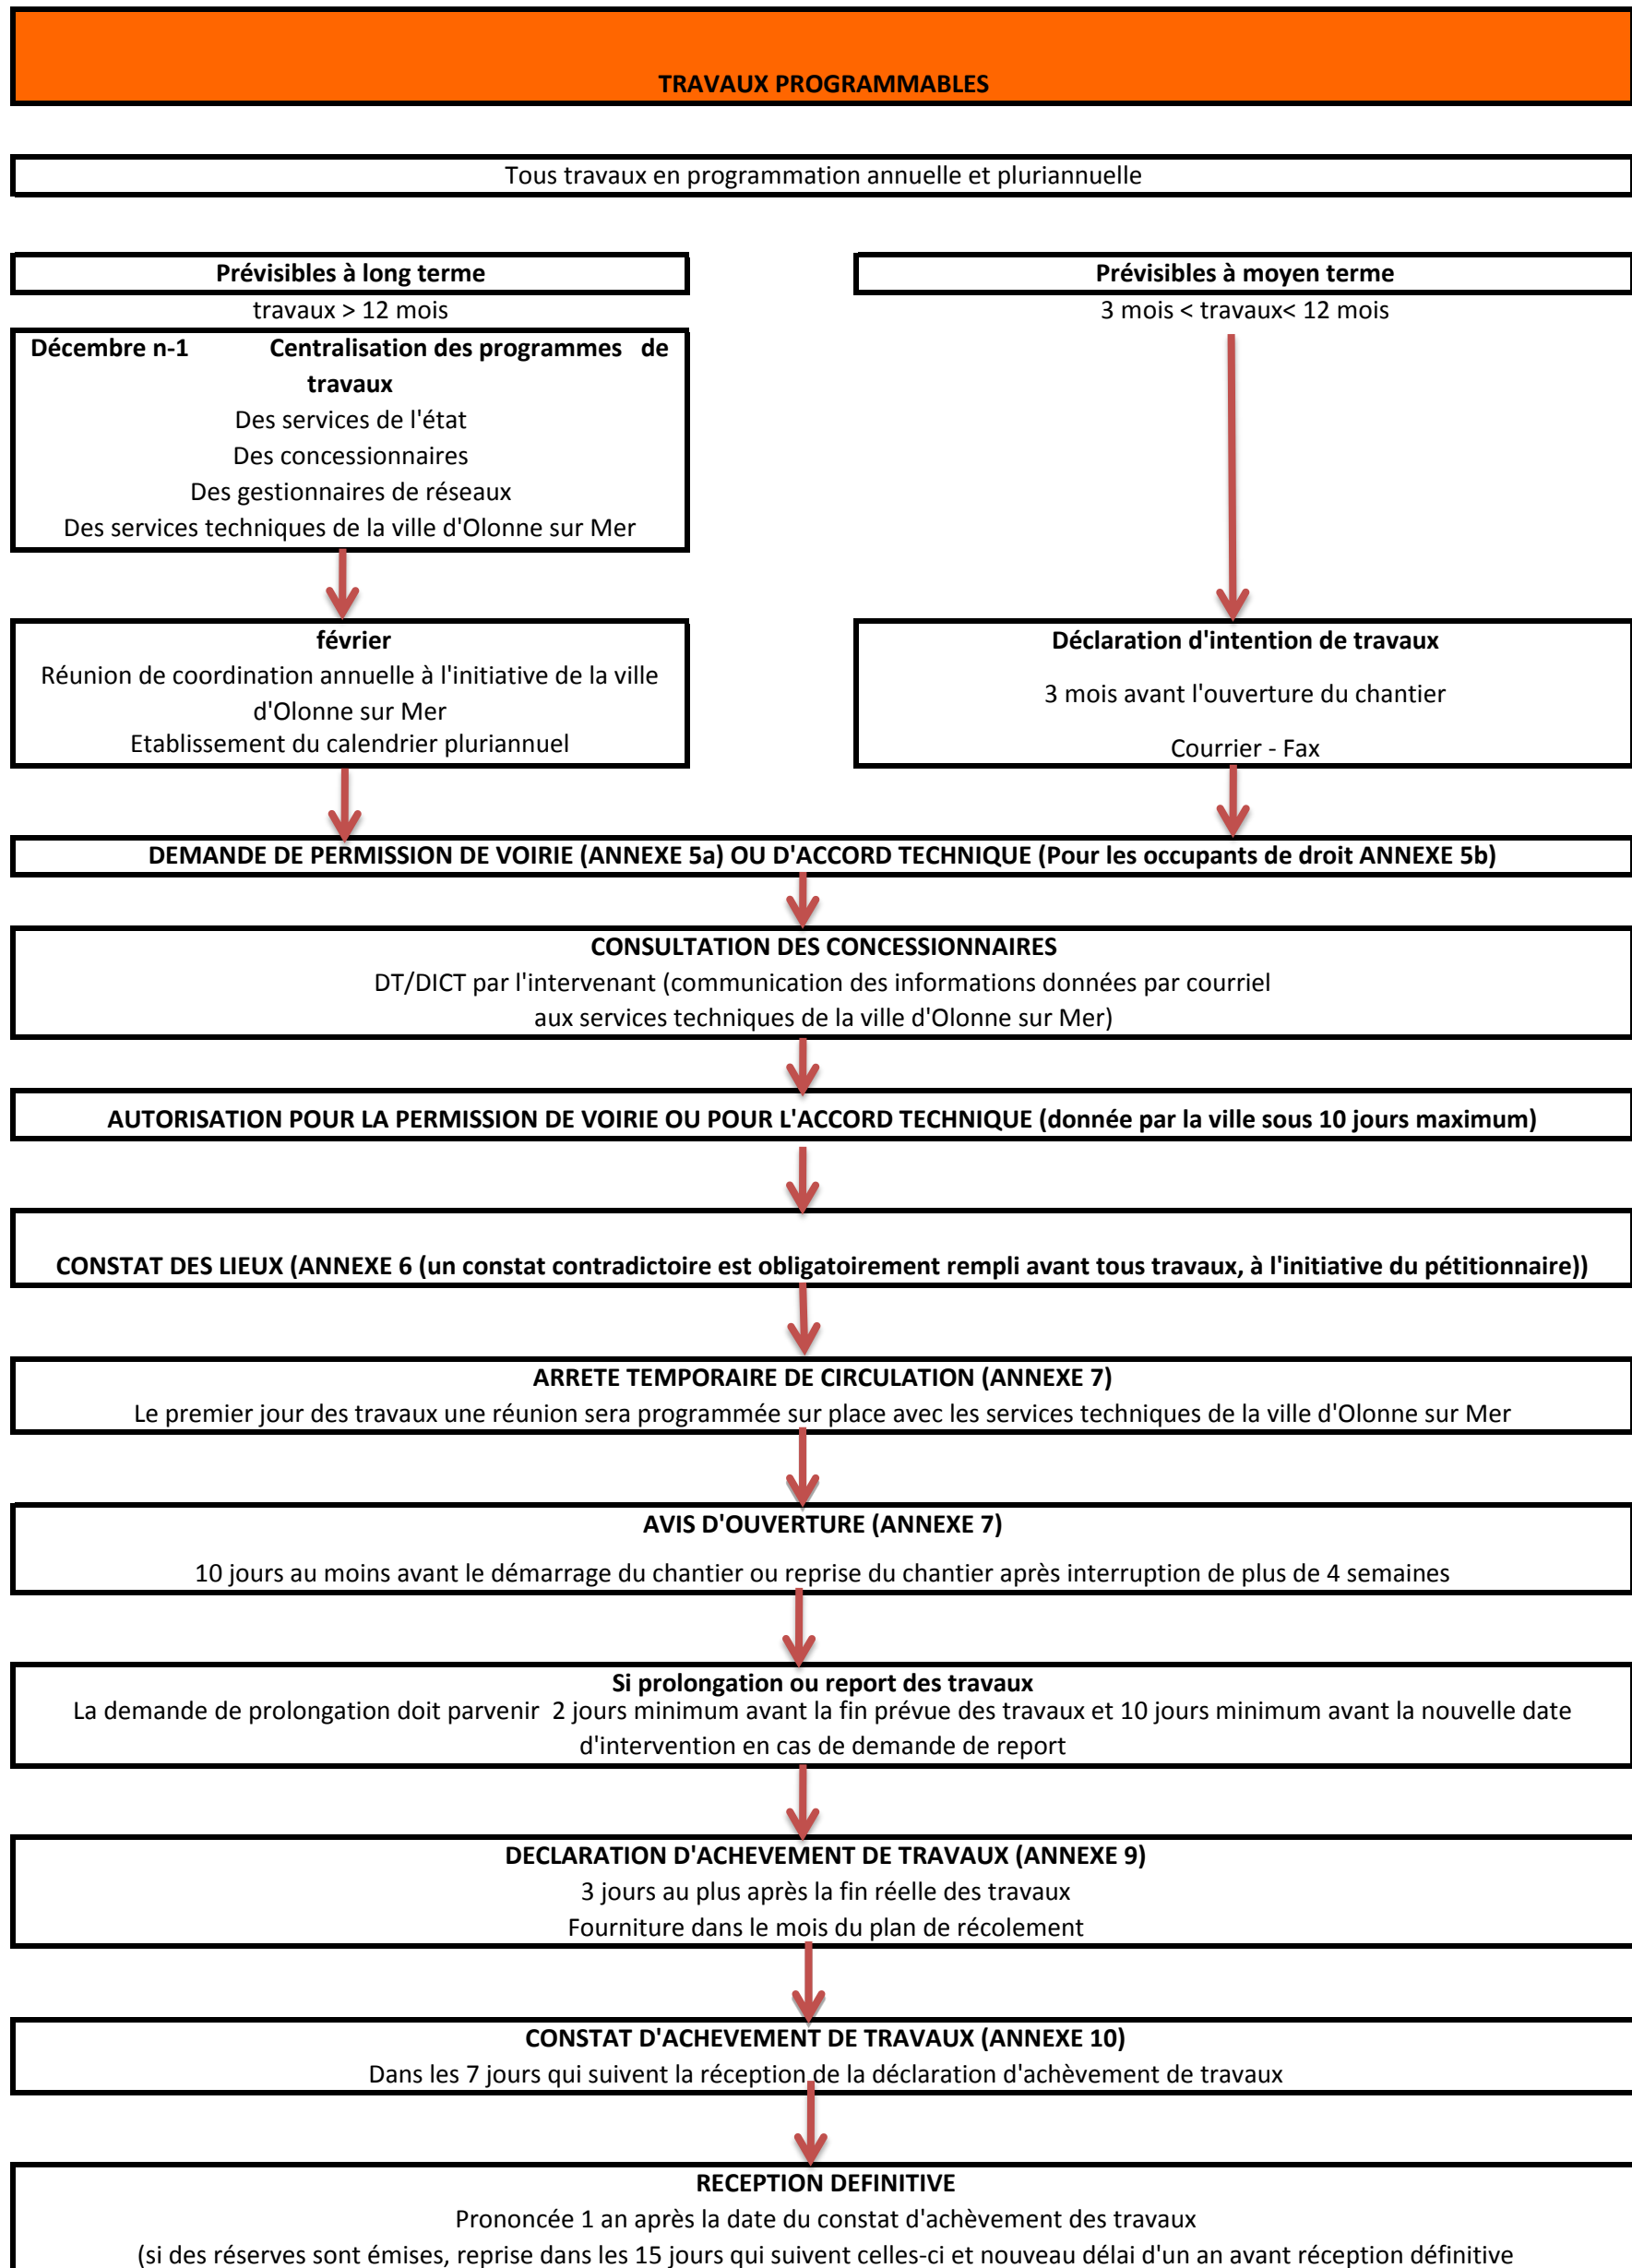 TRAVAUX PROGRAMMABLES
Tous travaux en programmation annuelle et pluriannuelle
Prévisibles à long terme
travaux > 12 mois
Décembre n-1 Centralisation des programmes de
travaux
Des services de l'état
Des concessionnaires
Des gestionnaires de réseaux
Des services techniques de la ville d'Olonne sur Mer
février
Réunion de coordination annuelle à l'initiative de la ville
d'Olonne sur Mer
Etablissement du calendrier pluriannuel
Prévisibles à moyen terme
3 mois < travaux< 12 mois
Déclaration d'intention de travaux
3 mois avant l'ouverture du chantier
Courrier - Fax
DEMANDE DE PERMISSION DE VOIRIE (ANNEXE 5a) OU D'ACCORD TECHNIQUE (Pour les occupants de droit ANNEXE 5b)
CONSULTATION DES CONCESSIONNAIRES
DT/DICT par l'intervenant (communication des informations données par courriel
aux services techniques de la ville d'Olonne sur Mer)
AUTORISATION POUR LA PERMISSION DE VOIRIE OU POUR L'ACCORD TECHNIQUE (donnée par la ville sous 10 jours maximum)
CONSTAT DES LIEUX (ANNEXE 6 (un constat contradictoire est obligatoirement rempli avant tous travaux, à l'initiative du pétitionnaire))
ARRETE TEMPORAIRE DE CIRCULATION (ANNEXE 7)
Le premier jour des travaux une réunion sera programmée sur place avec les services techniques de la ville d'Olonne sur Mer
AVIS D'OUVERTURE (ANNEXE 7)
10 jours au moins avant le démarrage du chantier ou reprise du chantier après interruption de plus de 4 semaines
Si prolongation ou report des travaux
La demande de prolongation doit parvenir 2 jours minimum avant la fin prévue des travaux et 10 jours minimum avant la nouvelle date
d'intervention en cas de demande de report
DECLARATION D'ACHEVEMENT DE TRAVAUX (ANNEXE 9)
3 jours au plus après la fin réelle des travaux
Fourniture dans le mois du plan de récolement
CONSTAT D'ACHEVEMENT DE TRAVAUX (ANNEXE 10)
Dans les 7 jours qui suivent la réception de la déclaration d'achèvement de travaux
RECEPTION DEFINITIVE
Prononcée 1 an après la date du constat d'achèvement des travaux
(si des réserves sont émises, reprise dans les 15 jours qui suivent celles-ci et nouveau délai d'un an avant réception définitive